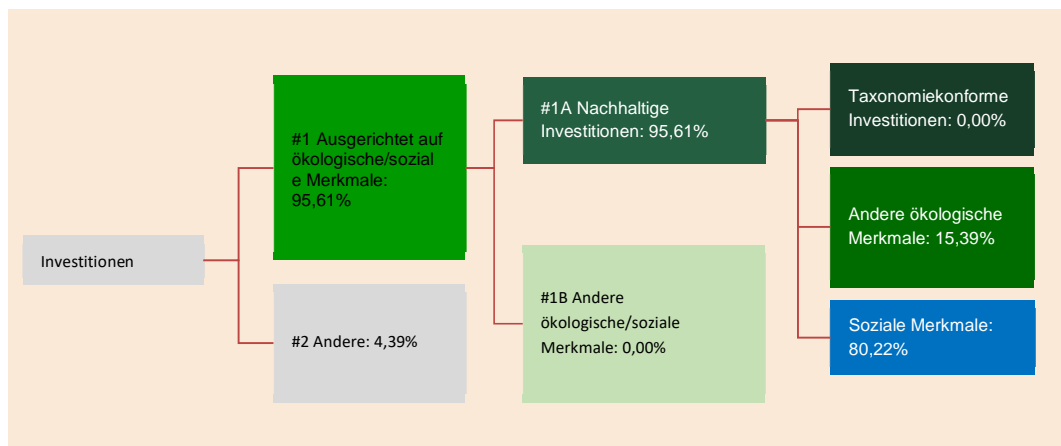 Investitionen
#1 Ausgerichtet auf
ökologische/sozial
e Merkmale:
95,61%
#2 Andere: 4,39%
#1A Nachhaltige
Investitionen: 95,61%
#1B Andere
ökologische/soziale
Merkmale: 0,00%
Taxonomiekonforme
Investitionen: 0,00%
Andere ökologische
Merkmale: 15,39%
Soziale Merkmale:
80,22%